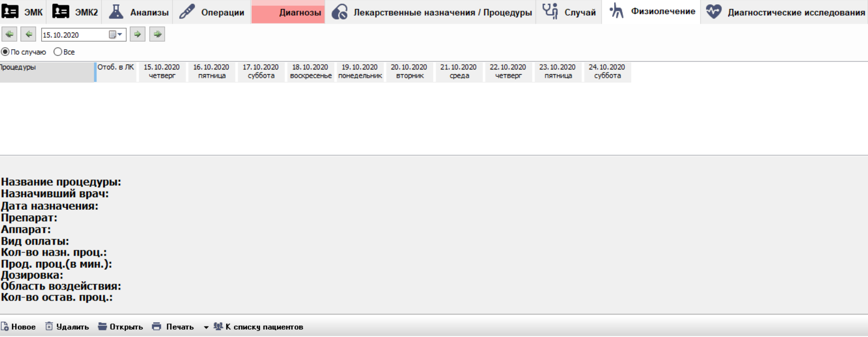 ЭМК ЭМК2 Анализы Операции Диагнозы Лекарственные назначения / Процедуры Случай Физиолечение Диагностические исследования
15.10.2020
По случаю Все
Процедуры Отоб. в ЛК 15.10.2020 четверг 16.10.2020 пятница 17.10.2020 суббота 18.10.2020 воскресенье 19.10.2020 понедельник 20.10.2020 вторник 21.10.2020 среда 22.10.2020 четверг 23.10.2020 пятница 24.10.2020 суббота
Название процедуры:
Назначивший врач:
Дата назначения:
Препарат:
Аппарат:
Вид оплаты:
Кол-во назн. проц.:
Прод. проц.(в мин.):
Дозировка:
Область воздействия:
Кол-во остав. проц.:
Новое Удалить Открыть Печать К списку пациентов